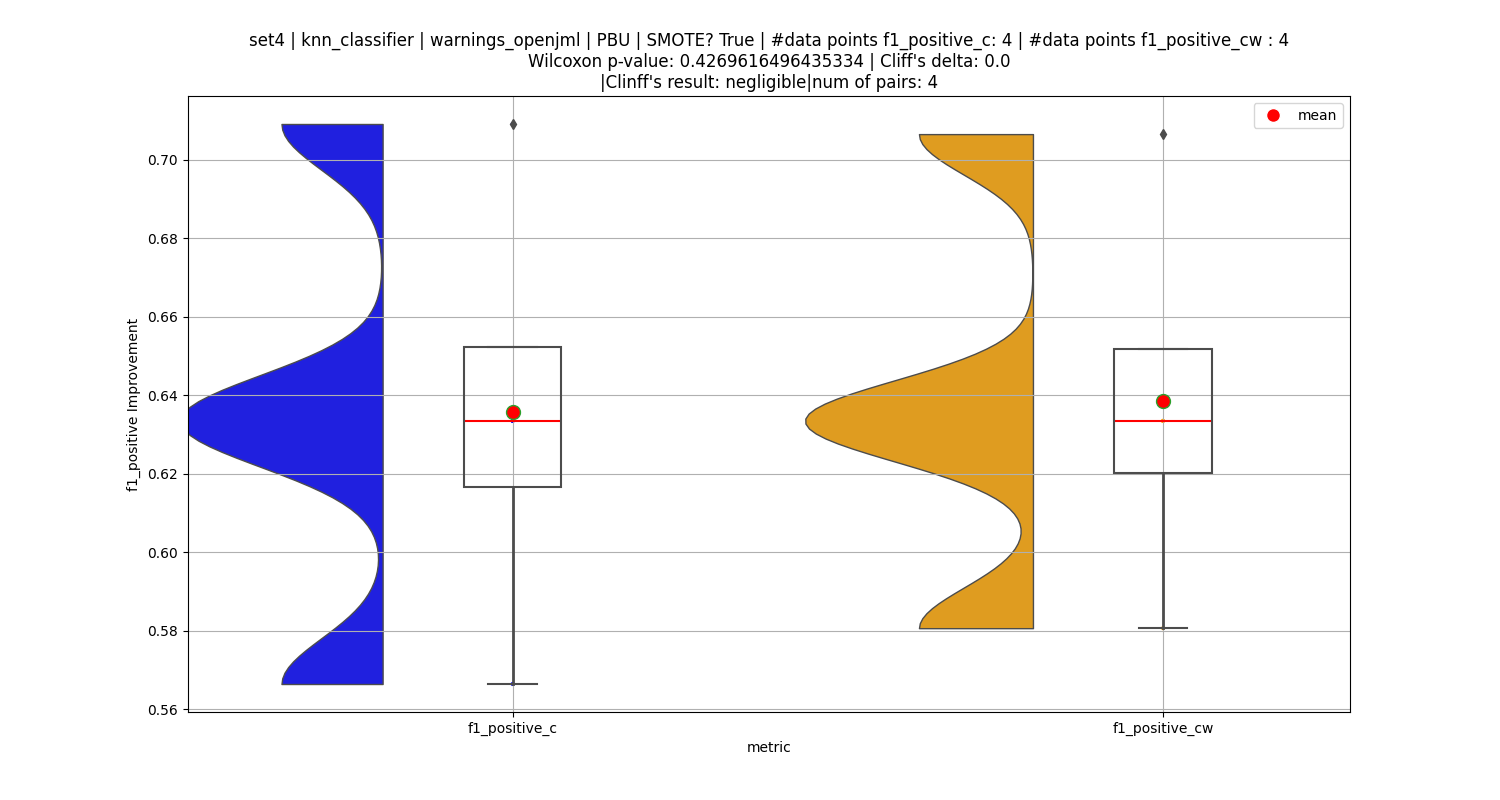 set4 | knn_classifier | warnings_openjml | PBU | SMOTE? True | #data points f1_positive_c: 4 | #data points f1_positive_cw : 4
Wilcoxon p-value: 0.4269616496435334 | Cliff's delta: 0.0
|Clinff's result: negligible|num of pairs: 4
mean
f1_positive Improvement
0.70
0.68
0.66
0.64
0.62
0.60
0.58
0.56
f1_positive_c
f1_positive_cw
metric